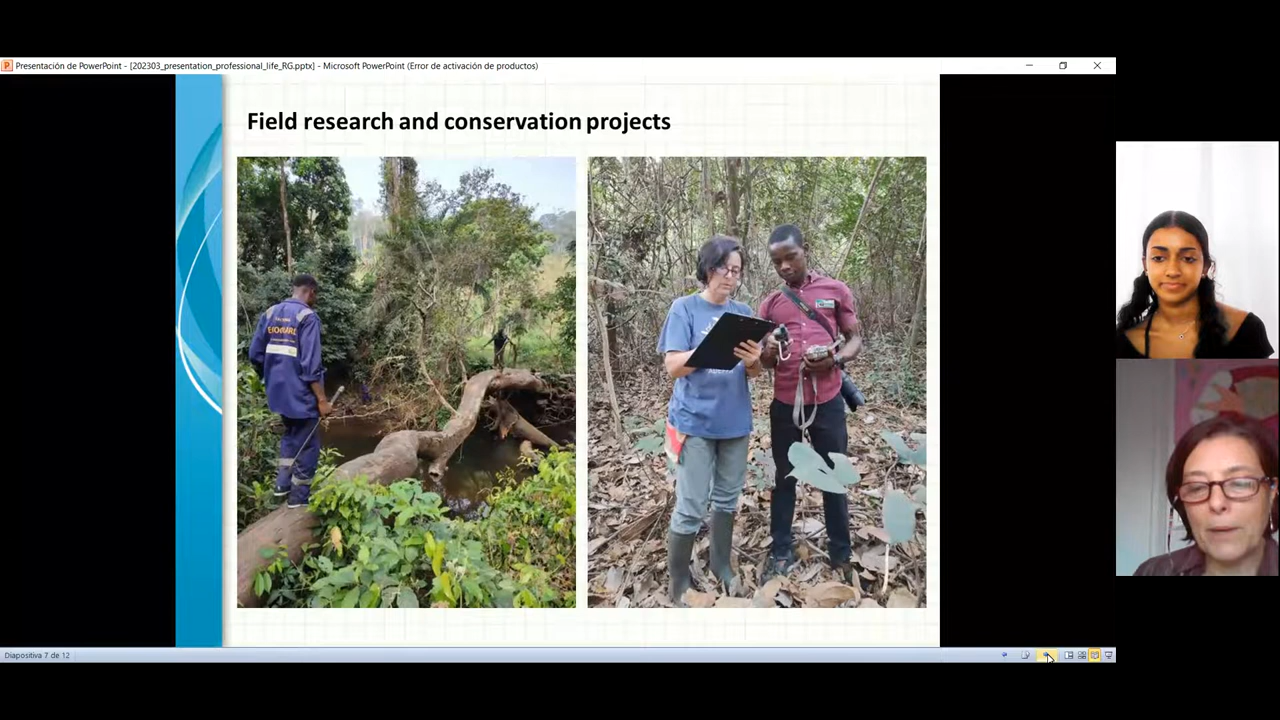 Presentación de PowerPoint - [202303_presentation_professional_life_RG.pptx] - Microsoft PowerPoint (Error de activación de productos)
Field research and conservation projects
Diapositiva 7 de 12